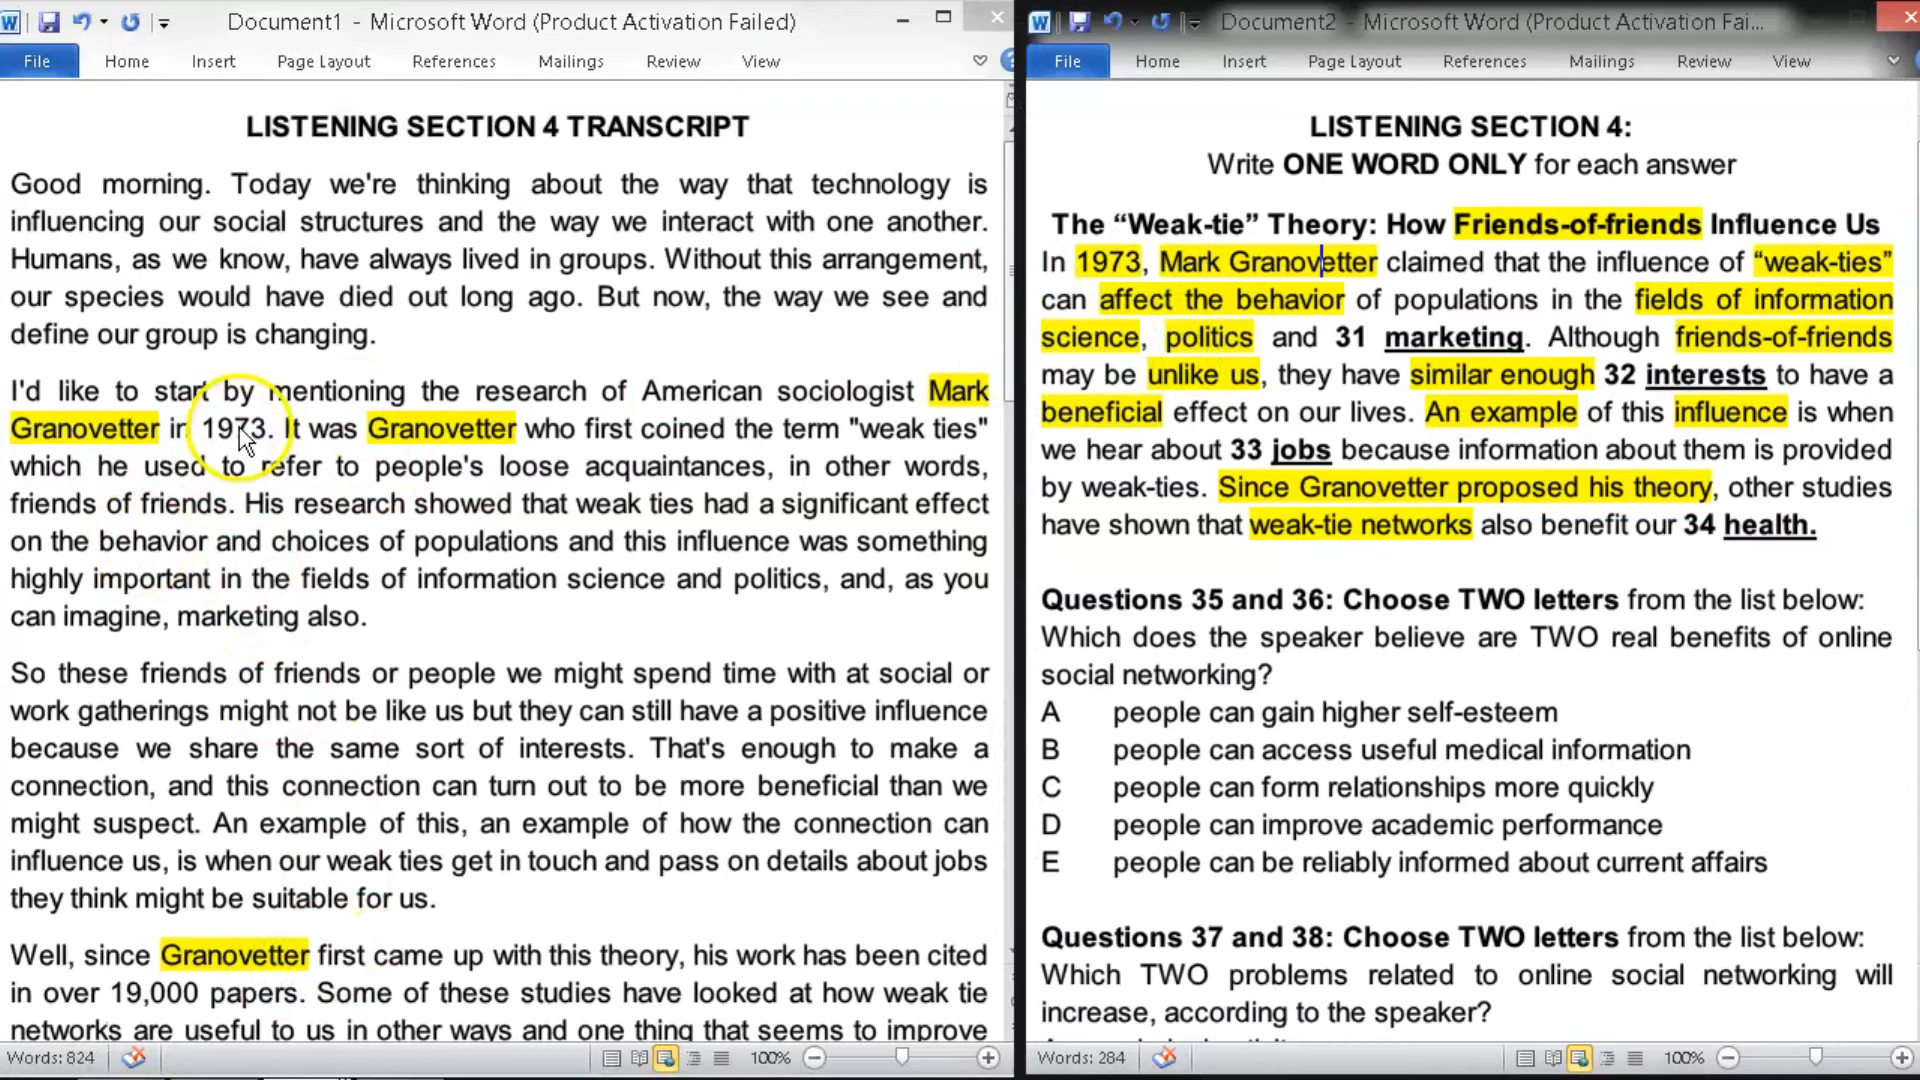 Document1 - Microsoft Word (Product Activation Failed)
File Home Insert Page Layout References Mailings Review View
LISTENING SECTION 4 TRANSCRIPT
Good morning. Today we're thinking about the way that technology is
influencing our social structures and the way we interact with one another.
Humans, as we know, have always lived in groups. Without this arrangement,
our species would have died out long ago. But now, the way we see and
define our group is changing.
I'd like to start by mentioning the research of American sociologist Mark
Granovetter in 1973. It was Granovetter who first coined the term "weak ties"
which he used to refer to people's loose acquaintances, in other words,
friends of friends. His research showed that weak ties had a significant effect
on the behavior and choices of populations and this influence was something
highly important in the fields of information science and politics, and, as you
can imagine, marketing also.
So these friends of friends or people we might spend time with at social or
work gatherings might not be like us but they can still have a positive influence
because we share the same sort of interests. That's enough to make a
connection, and this connection can turn out to be more beneficial than we
might suspect. An example of this, an example of how the connection can
influence us, is when our weak ties get in touch and pass on details about jobs
they think might be suitable for us.
Well, since Granovetter first came up with this theory, his work has been cited
in over 19,000 papers. Some of these studies have looked at how weak tie
networks are useful to us in other ways and one thing that seems to improve
Words: 824 100%
Document2 - Microsoft Word (Product Activation Fai...
File Home Insert Page Layout References Mailings Review View
LISTENING SECTION 4:
Write ONE WORD ONLY for each answer
The “Weak-tie” Theory: How Friends-of-friends Influence Us
In 1973, Mark Granovetter claimed that the influence of “weak-ties”
can affect the behavior of populations in the fields of information
science, politics and 31 marketing. Although friends-of-friends
may be unlike us, they have similar enough 32 interests to have a
beneficial effect on our lives. An example of this influence is when
we hear about 33 jobs because information about them is provided
by weak-ties. Since Granovetter proposed his theory, other studies
have shown that weak-tie networks also benefit our 34 health.
Questions 35 and 36: Choose TWO letters from the list below:
Which does the speaker believe are TWO real benefits of online
social networking?
A people can gain higher self-esteem
B people can access useful medical information
C people can form relationships more quickly
D people can improve academic performance
E people can be reliably informed about current affairs
Questions 37 and 38: Choose TWO letters from the list below:
Which TWO problems related to online social networking will
increase, according to the speaker?
Words: 284 100%